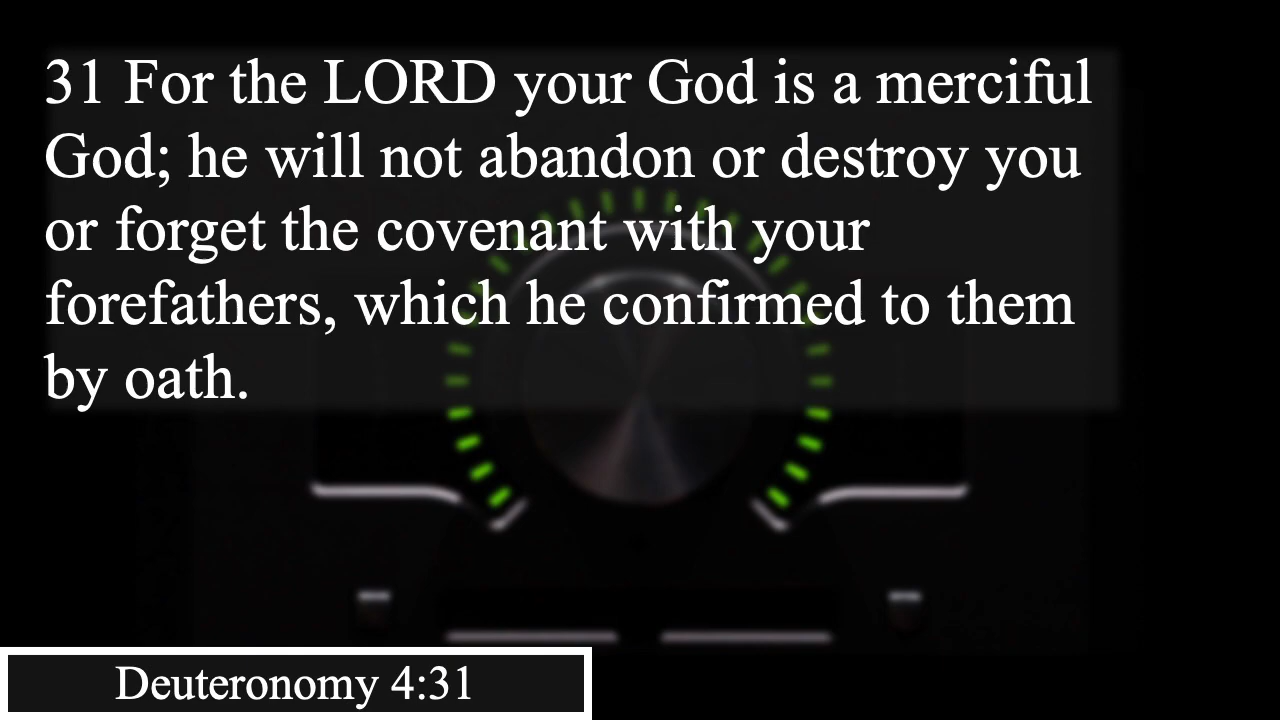 31 For the LORD your God is a merciful
God; he will not abandon or destroy you
or forget the covenant with your
forefathers, which he confirmed to them
by oath.
Deuteronomy 4:31